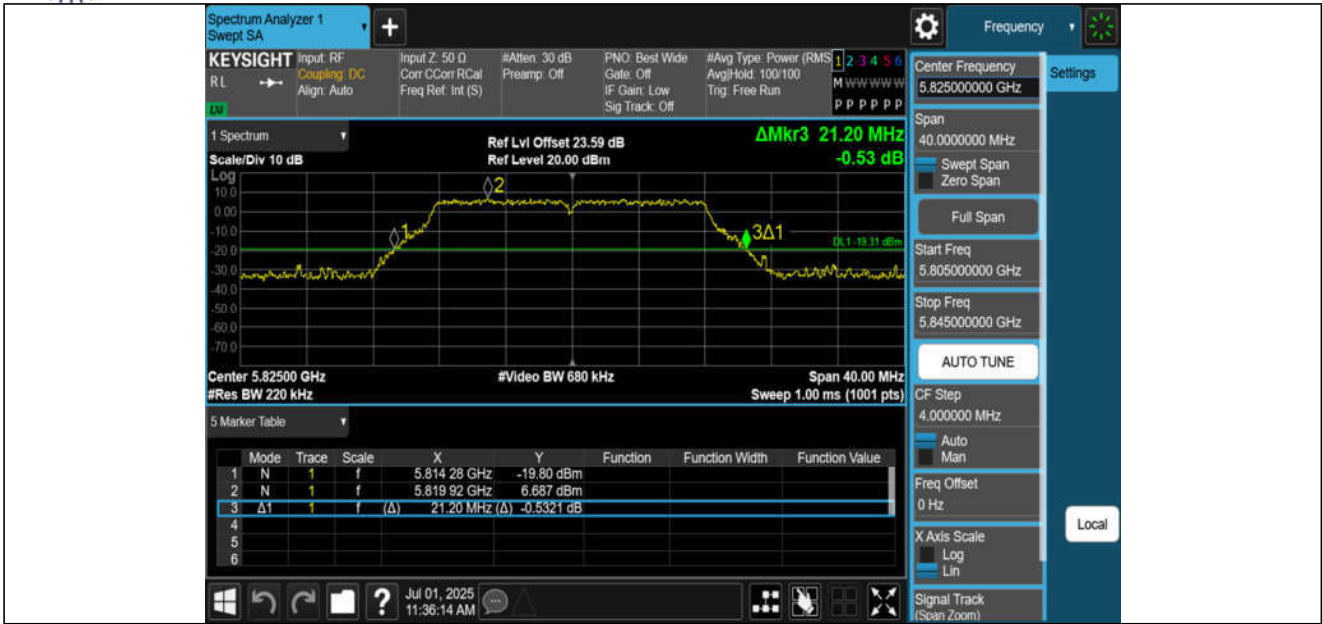 Spectrum Analyzer 1
Swept SA
+
Frequency
KEYSIGHT
RL
LXI
Input: RF
Coupling: DC
Align: Auto
Input Z: 50 Ω
Corr CCorr RCal
Freq Ref: Int (S)
#Atten: 30 dB
Preamp: Off
PNO: Best Wide
Gate: Off
IF Gain: Low
Sig Track: Off
#Avg Type: Power (RMS
Avg|Hold: 100/100
Trig: Free Run
1 2 3 4 5 6
M W W W W W
P P P P P P
1 Spectrum
Scale/Div 10 dB
Ref Lvl Offset 23.59 dB
Ref Level 20.00 dBm
ΔMkr3 21.20 MHz
-0.53 dB
Log
10.0
0.00
-10.0
-20.0
-30.0
-40.0
-50.0
-60.0
-70.0
1
2
3Δ1
DL1 -19.31 dBm
Center 5.82500 GHz
#Video BW 680 kHz
Span 40.00 MHz
#Res BW 220 kHz
Sweep 1.00 ms (1001 pts)
5 Marker Table
Mode Trace Scale X Y Function Function Width Function Value
1 N 1 f 5.814 28 GHz -19.80 dBm
2 N 1 f 5.819 92 GHz 6.687 dBm
3 Δ1 1 f (Δ) 21.20 MHz (Δ) -0.5321 dB
4
5
6
?
Jul 01, 2025
11:36:14 AM
Center Frequency
5.825000000 GHz
Settings
Span
40.0000000 MHz
Swept Span
Zero Span
Full Span
Start Freq
5.805000000 GHz
Stop Freq
5.845000000 GHz
AUTO TUNE
CF Step
4.000000 MHz
Auto
Man
Freq Offset
0 Hz
X Axis Scale
Log
Lin
Local
Signal Track
(Span Zoom)